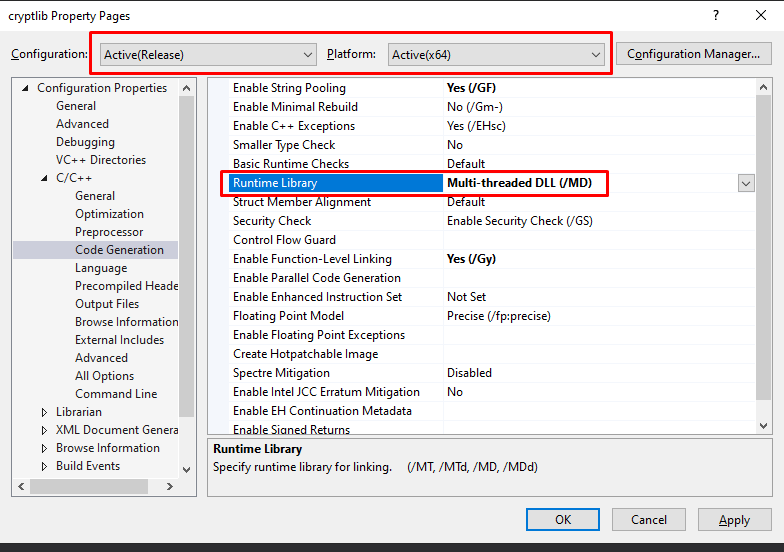 cryptlib Property Pages ? ×
Configuration: Active(Release) Platform: Active(x64) Configuration Manager...
Configuration Properties
General
Advanced
Debugging
VC++ Directories
C/C++
General
Optimization
Preprocessor
Code Generation
Language
Precompiled Heade
Output Files
Browse Information
External Includes
Advanced
All Options
Command Line
Librarian
XML Document Genera
Browse Information
Build Events
Enable String Pooling Yes (/GF)
Enable Minimal Rebuild No (/Gm-)
Enable C++ Exceptions Yes (/EHsc)
Smaller Type Check No
Basic Runtime Checks Default
Runtime Library Multi-threaded DLL (/MD)
Struct Member Alignment Default
Security Check Enable Security Check (/GS)
Control Flow Guard
Enable Function-Level Linking Yes (/Gy)
Enable Parallel Code Generation
Enable Enhanced Instruction Set Not Set
Floating Point Model Precise (/fp:precise)
Enable Floating Point Exceptions
Create Hotpatchable Image
Spectre Mitigation Disabled
Enable Intel JCC Erratum Mitigation No
Enable EH Continuation Metadata
Enable Signed Returns
Runtime Library
Specify runtime library for linking. (/MT, /MTd, /MD, /MDd)
OK Cancel Apply